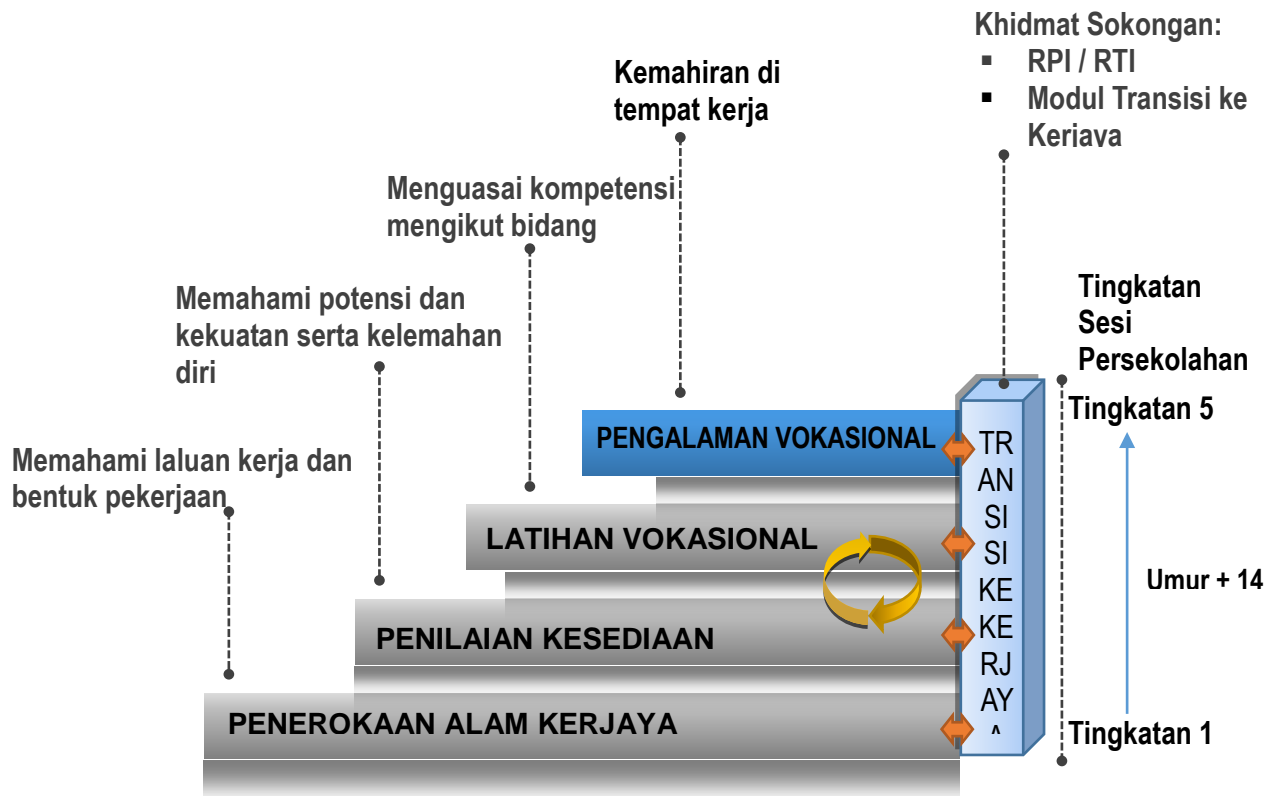 Khidmat Sokongan:
▪ RPI / RTI
▪ Modul Transisi ke
Kerjaya
Kemahiran di
tempat kerja
Menguasai kompetensi
mengikut bidang
Memahami potensi dan
kekuatan serta kelemahan
diri
Memahami laluan kerja dan
bentuk pekerjaan
Tingkatan
Sesi
Persekolahan
Tingkatan 5
Umur + 14
Tingkatan 1
PENGALAMAN VOKASIONAL
LATIHAN VOKASIONAL
PENILAIAN KESEDIAAN
PENEROKAAN ALAM KERJAYA
TR
AN
SI
SI
KE
KE
RJ
AY
A